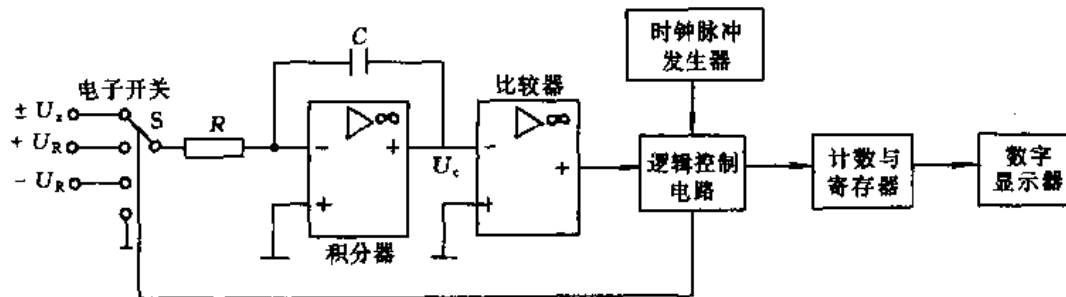 时钟脉冲
发生器
C
比较器
电子开关
± Uz
S
R
▷∞
▷∞
+ UR
−
+
Uc
−
+
逻辑控制
电路
计数与
寄存器
数字
显示器
− UR
+
+
积分器